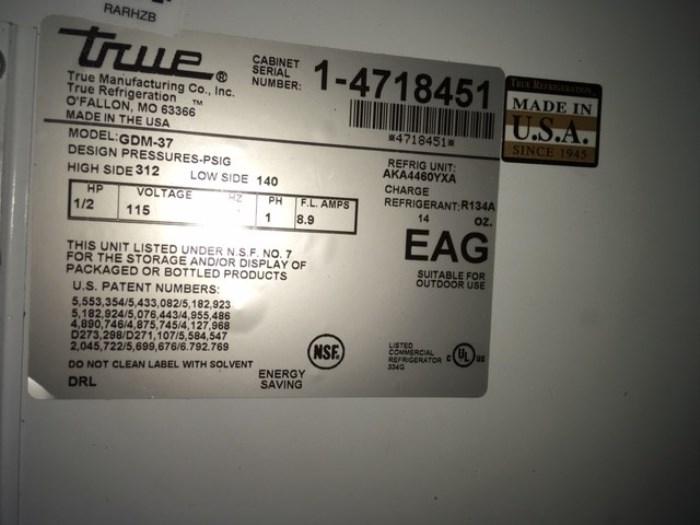 RARHZB
true ®
True Manufacturing Co., Inc.
True Refrigeration ™
O'FALLON, MO 63366
MADE IN THE USA
CABINET
SERIAL
NUMBER: 1-4718451
*4718451*
TRUE REFRIGERATION
MADE IN
U.S.A.
SINCE 1945
MODEL: GDM-37
DESIGN PRESSURES-PSIG
HIGH SIDE 312 LOW SIDE 140
HP VOLTAGE HZ PH F.L. AMPS
1/2 115 1 8.9
REFRIG UNIT:
AKA4460YXA
CHARGE
REFRIGERANT: R134A
14 OZ.
EAG
SUITABLE FOR
OUTDOOR USE
THIS UNIT LISTED UNDER N.S.F. NO. 7
FOR THE STORAGE AND/OR DISPLAY OF
PACKAGED OR BOTTLED PRODUCTS
U.S. PATENT NUMBERS:
5,553,354/5,433,082/5,182,923
5,182,924/5,076,443/4,955,486
4,890,746/4,875,745/4,127,968
D273,298/D271,107/5,584,547
2,045,722/5,699,676/6.792.769
DO NOT CLEAN LABEL WITH SOLVENT
DRL
ENERGY
SAVING
NSF.
LISTED
COMMERCIAL
REFRIGERATOR
334G
C UL US